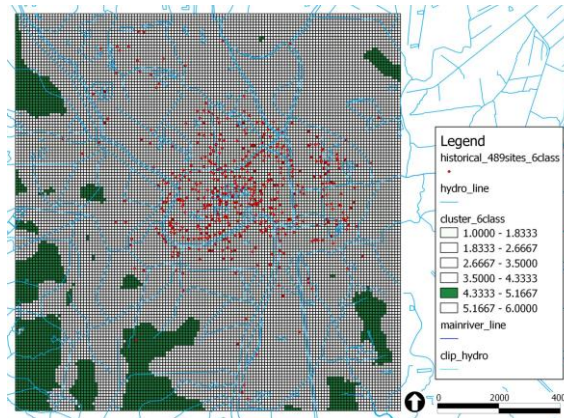 Legend
historical_489sites_6class
hydro_line
cluster_6class
1.0000 - 1.8333
1.8333 - 2.6667
2.6667 - 3.5000
3.5000 - 4.3333
4.3333 - 5.1667
5.1667 - 6.0000
mainriver_line
clip_hydro
0 2000 400